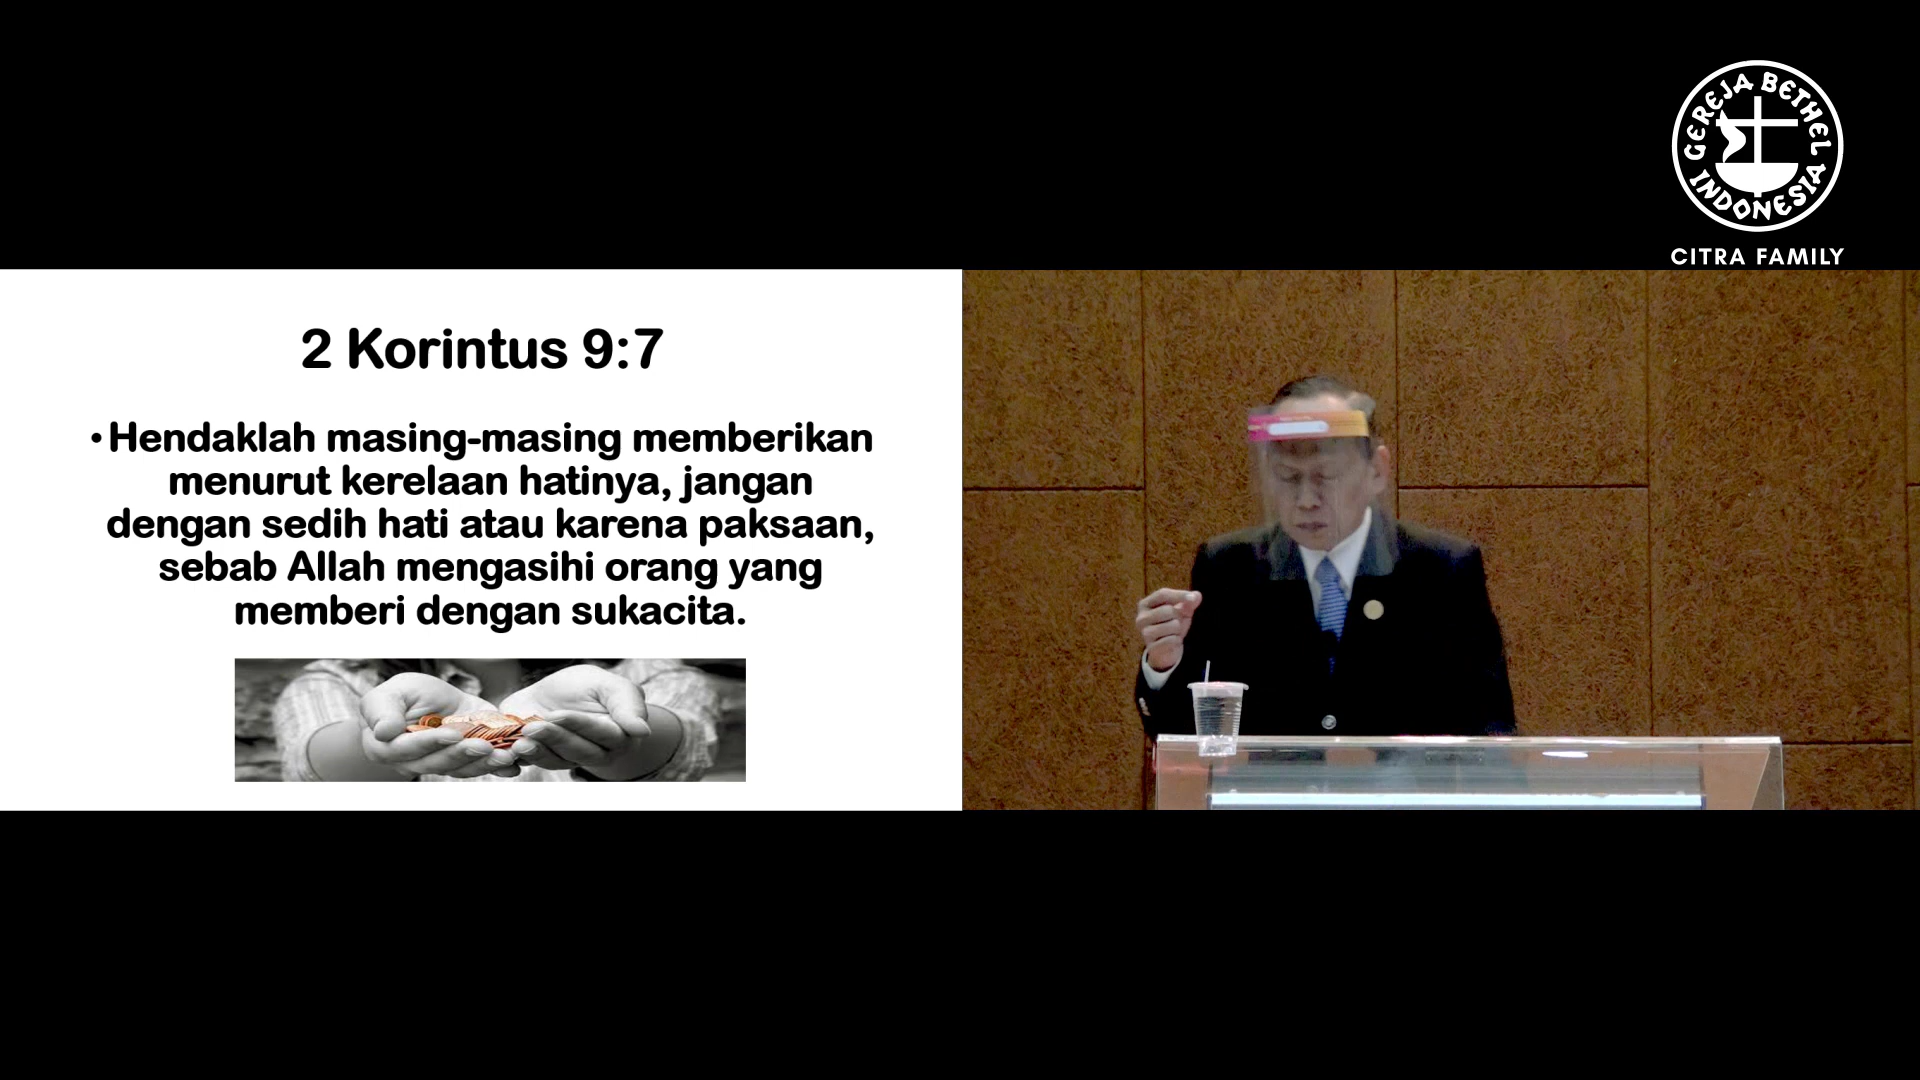 GEREJA BETHEL INDONESIA
CITRA FAMILY
2 Korintus 9:7
• Hendaklah masing-masing memberikan
menurut kerelaan hatinya, jangan
dengan sedih hati atau karena paksaan,
sebab Allah mengasihi orang yang
memberi dengan sukacita.